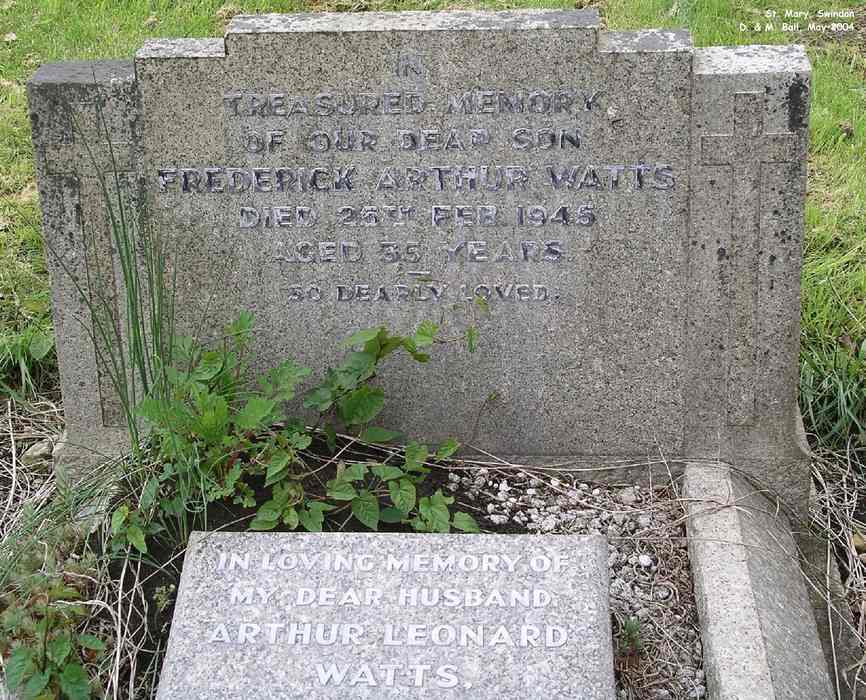 St. Mary, Swindon
D. & M. Ball, May-2004
IN
TREASURED MEMORY
OF OUR DEAR SON
FREDERICK ARTHUR WATTS
DIED 26TH FEB. 1945
AGED 35 YEARS.
SO DEARLY LOVED.
IN LOVING MEMORY OF
MY DEAR HUSBAND
ARTHUR LEONARD
WATTS.